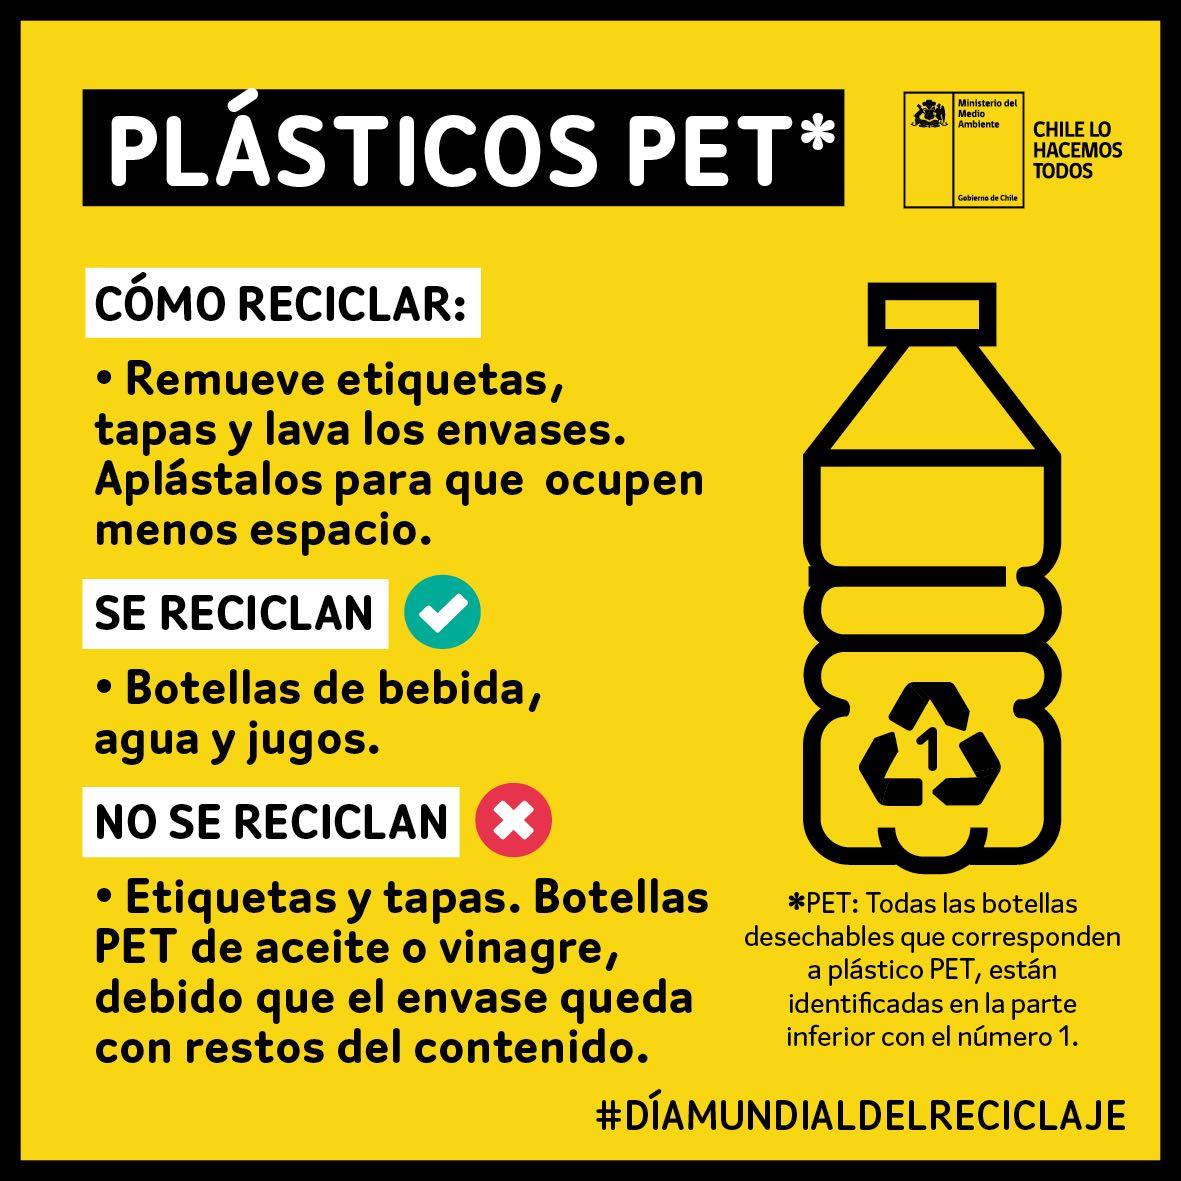 PLÁSTICOS PET*
Ministerio del
Medio
Ambiente
Gobierno de Chile
CHILE LO
HACEMOS
TODOS
CÓMO RECICLAR:
• Remueve etiquetas,
tapas y lava los envases.
Aplástalos para que ocupen
menos espacio.
SE RECICLAN
• Botellas de bebida,
agua y jugos.
NO SE RECICLAN
• Etiquetas y tapas. Botellas
PET de aceite o vinagre,
debido que el envase queda
con restos del contenido.
1
*PET: Todas las botellas
desechables que corresponden
a plástico PET, están
identificadas en la parte
inferior con el número 1.
#DÍAMUNDIALDELRECICLAJE